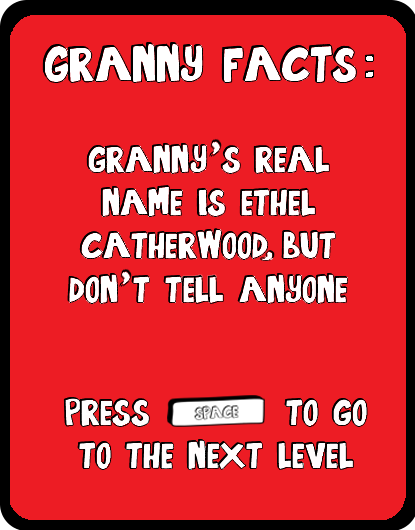 GRANNY FACTS:
GRANNY'S REAL
NAME IS ETHEL
CATHERWOOD, BUT
DON'T TELL ANYONE
PRESS SPACE TO GO
TO THE NEXT LEVEL